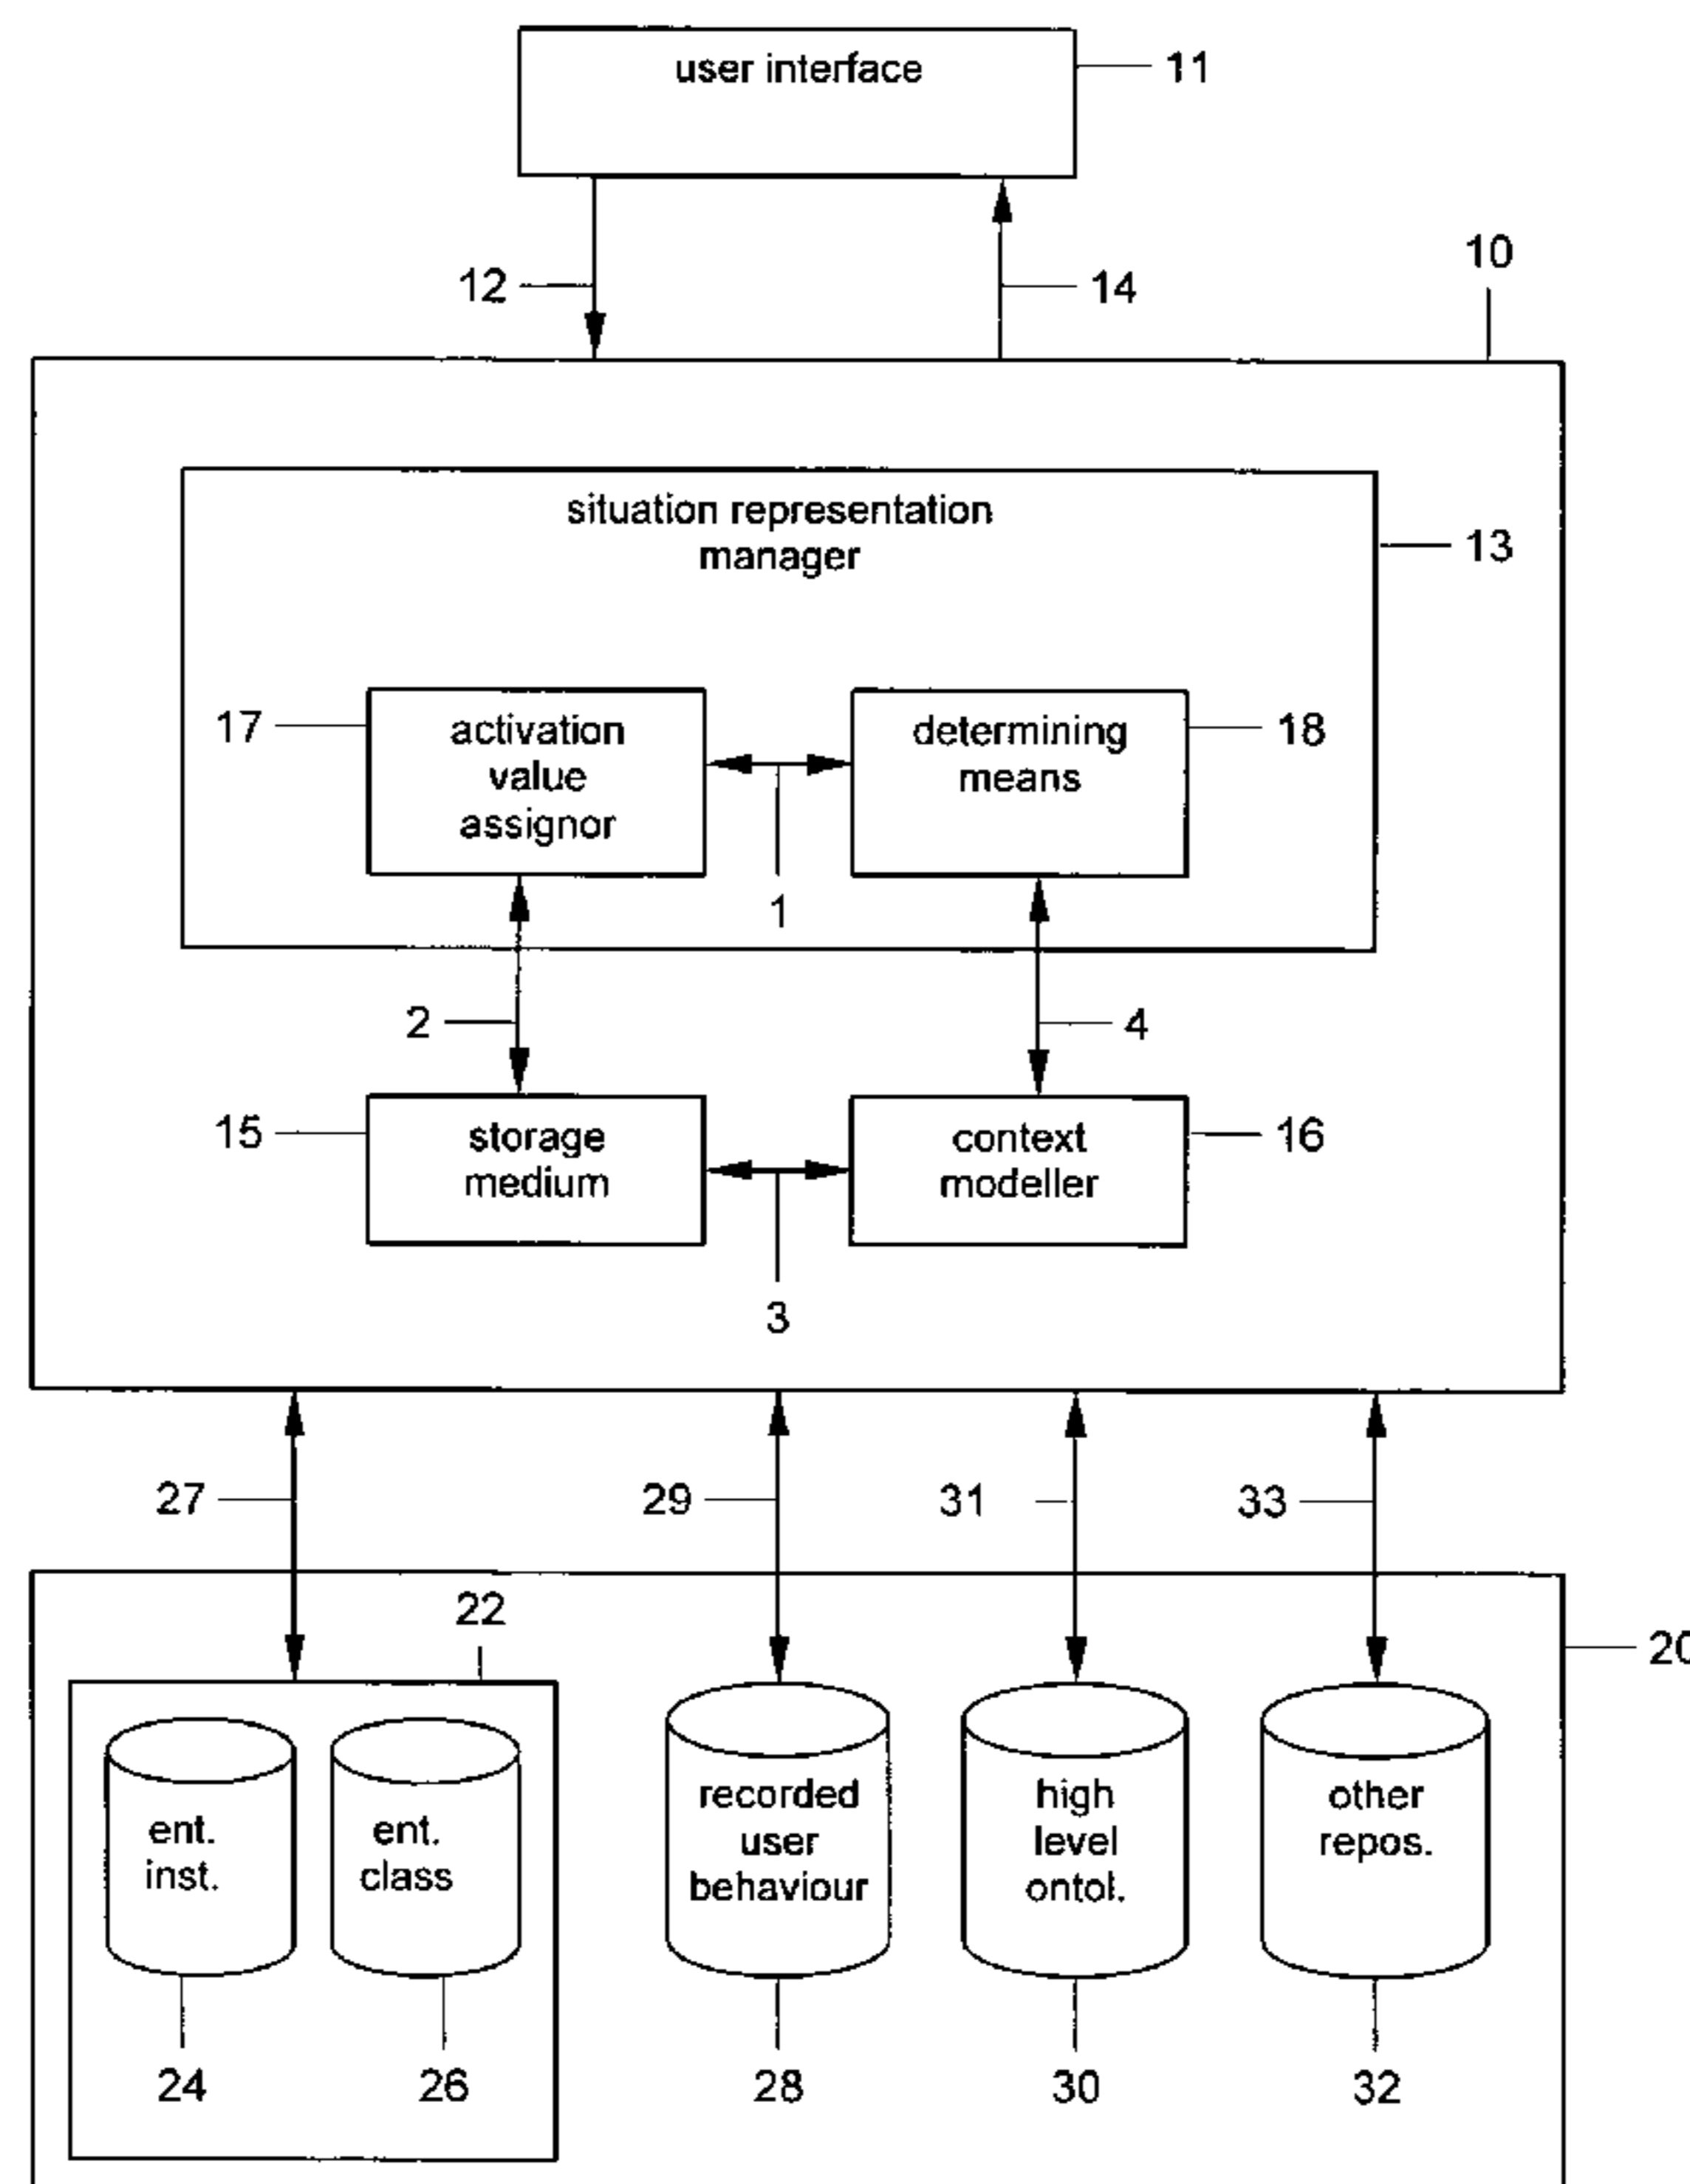 user interface
11
12
14
10
situation representation
manager
13
17
activation
value
assignor
determining
means
18
1
2
4
15
storage
medium
context
modeller
16
3
27
29
31
33
22
20
ent.
inst.
ent.
class
recorded
user
behaviour
high
level
ontol.
other
repos.
24
26
28
30
32